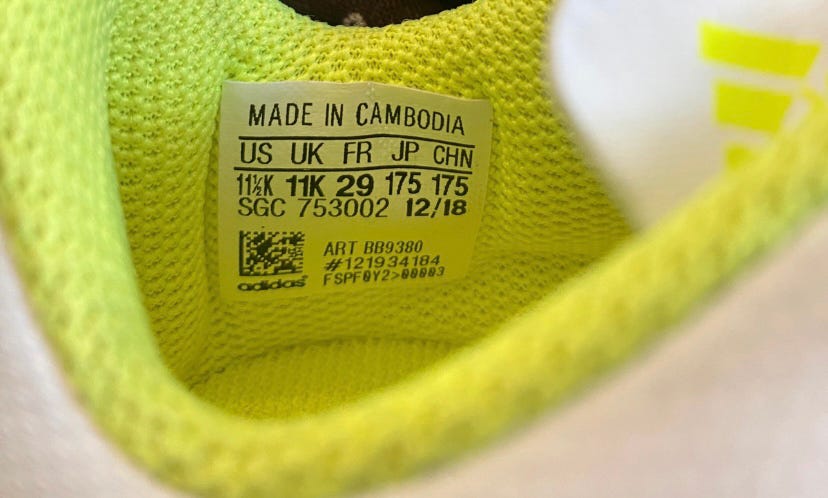 MADE IN CAMBODIA
US UK FR JP CHN
11½K 11K 29 175 175
SGC 753002 12/18
ART BB9380
#121934184
FSPF0Y2>00003
adidas